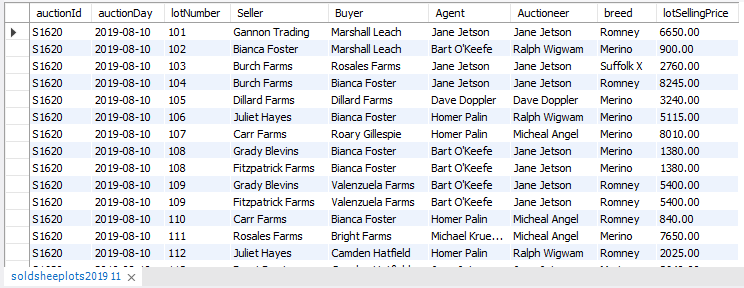 auctionId auctionDay lotNumber Seller Buyer Agent Auctioneer breed lotSellingPrice
S1620 2019-08-10 101 Gannon Trading Marshall Leach Jane Jetson Jane Jetson Romney 6650.00
S1620 2019-08-10 102 Bianca Foster Marshall Leach Bart O'Keefe Ralph Wigwam Merino 900.00
S1620 2019-08-10 103 Burch Farms Rosales Farms Jane Jetson Jane Jetson Suffolk X 2760.00
S1620 2019-08-10 104 Burch Farms Bianca Foster Jane Jetson Jane Jetson Romney 8245.00
S1620 2019-08-10 105 Dillard Farms Dillard Farms Dave Doppler Dave Doppler Merino 3240.00
S1620 2019-08-10 106 Juliet Hayes Bianca Foster Homer Palin Ralph Wigwam Merino 5115.00
S1620 2019-08-10 107 Carr Farms Roary Gillespie Homer Palin Micheal Angel Merino 8010.00
S1620 2019-08-10 108 Grady Blevins Bianca Foster Bart O'Keefe Jane Jetson Merino 1380.00
S1620 2019-08-10 108 Fitzpatrick Farms Bianca Foster Bart O'Keefe Jane Jetson Merino 1380.00
S1620 2019-08-10 109 Grady Blevins Valenzuela Farms Bart O'Keefe Jane Jetson Romney 5400.00
S1620 2019-08-10 109 Fitzpatrick Farms Valenzuela Farms Bart O'Keefe Jane Jetson Romney 5400.00
S1620 2019-08-10 110 Carr Farms Bianca Foster Homer Palin Micheal Angel Romney 840.00
S1620 2019-08-10 111 Rosales Farms Bright Farms Michael Krue... Jane Jetson Merino 7650.00
S1620 2019-08-10 112 Juliet Hayes Camden Hatfield Homer Palin Ralph Wigwam Romney 2025.00
soldsheeplots2019 11